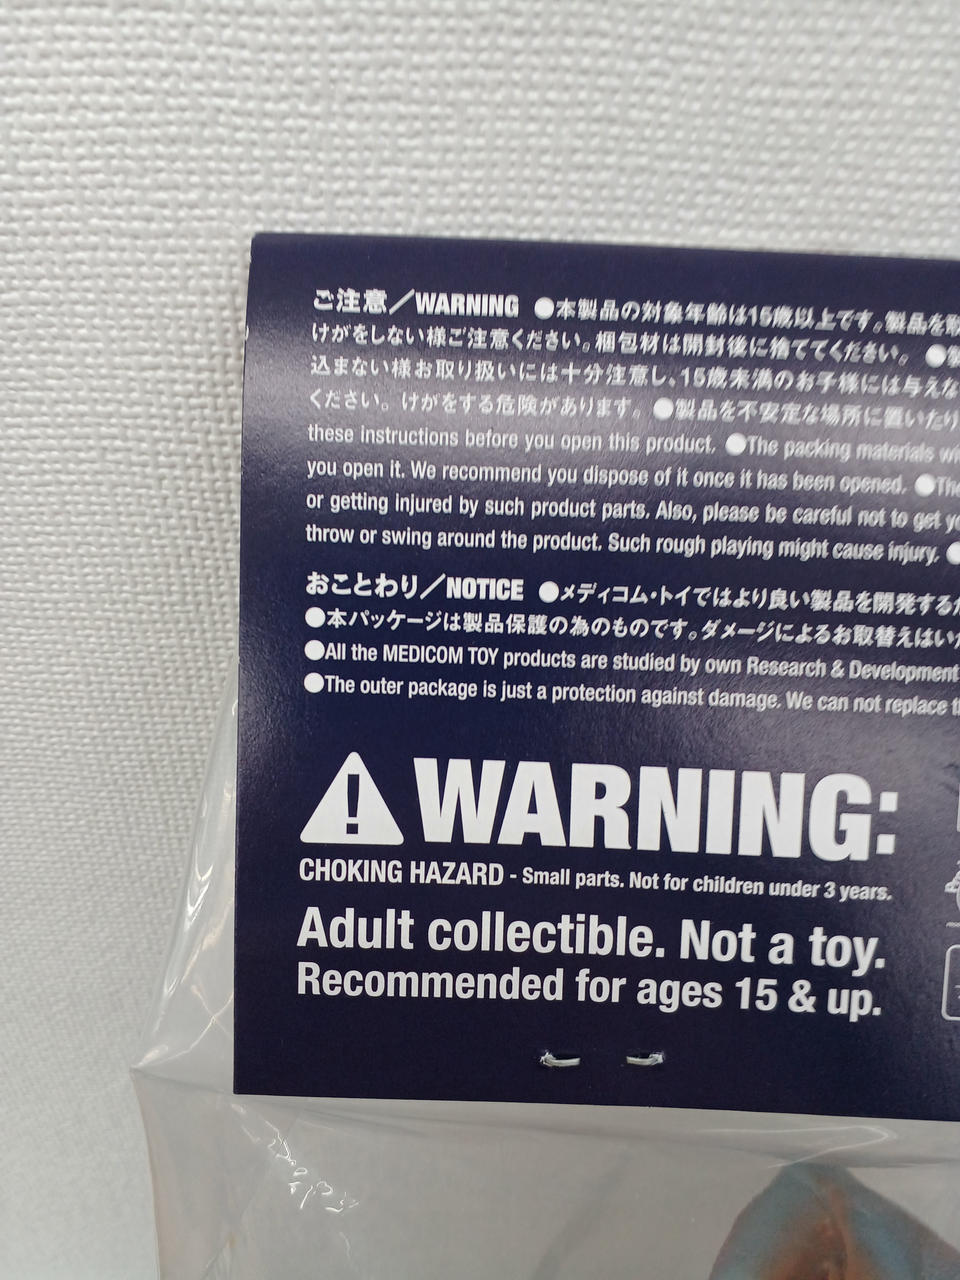 ご注意／WARNING ●本製品の対象年齢は15歳以上です。製品を取
けがをしない様ご注意ください。梱包材は開封後に捨ててください。 ●製
込まない様お取り扱いには十分注意し、15歳未満のお子様には与えな
ください。けがをする危険があります。 ●製品を不安定な場所に置いたり
these instructions before you open this product. ●The packing materials
you open it. We recommend you dispose of it once it has been opened. ●The
or getting injured by such product parts. Also, please be careful not to get
throw or swing around the product. Such rough playing might cause injury. ●
おことわり／NOTICE ●メディコム・トイではより良い製品を開発する
●本パッケージは製品保護の為のものです。ダメージによるお取替えはい
●All the MEDICOM TOY products are studied by own Research & Development
●The outer package is just a protection against damage. We can not replace
WARNING:
CHOKING HAZARD - Small parts. Not for children under 3 years.
Adult collectible. Not a toy.
Recommended for ages 15 & up.